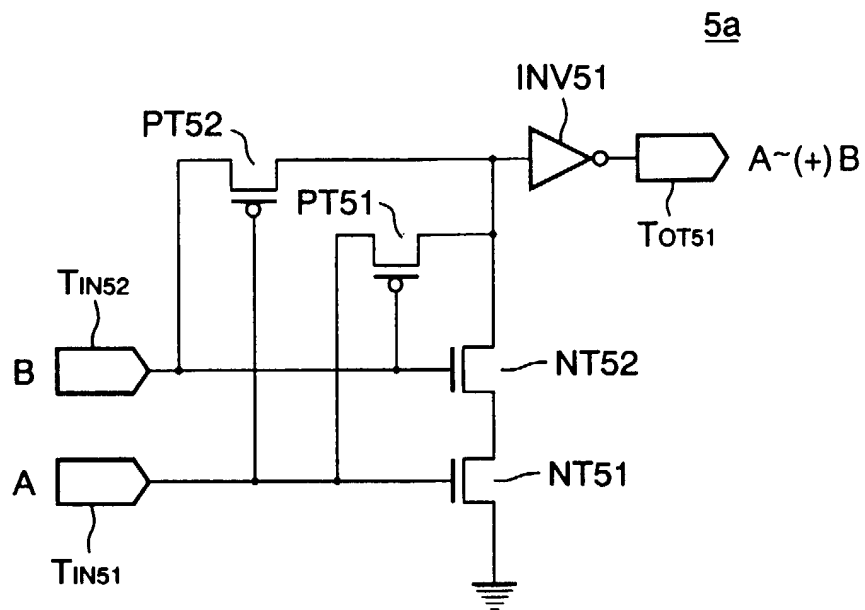 5a
INV51
PT52
A~(+)B
PT51
TOT51
TIN52
B
NT52
A
NT51
TIN51